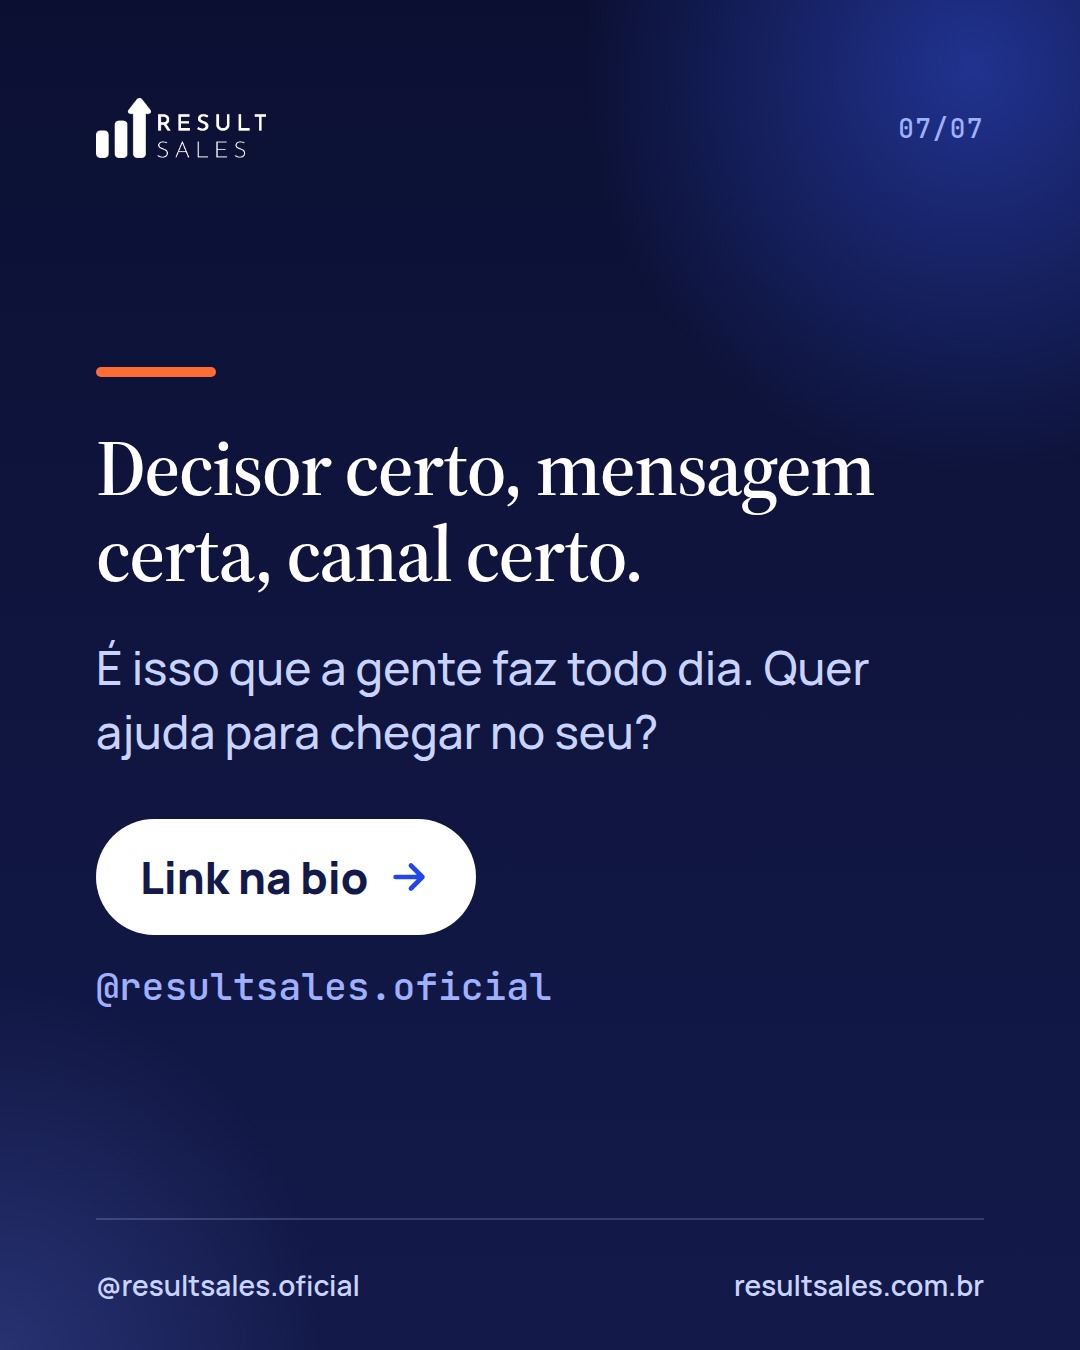 RESULT
SALES
07/07
Decisor certo, mensagem
certa, canal certo.
É isso que a gente faz todo dia. Quer
ajuda para chegar no seu?
Link na bio →
@resultsales.oficial
@resultsales.oficial
resultsales.com.br